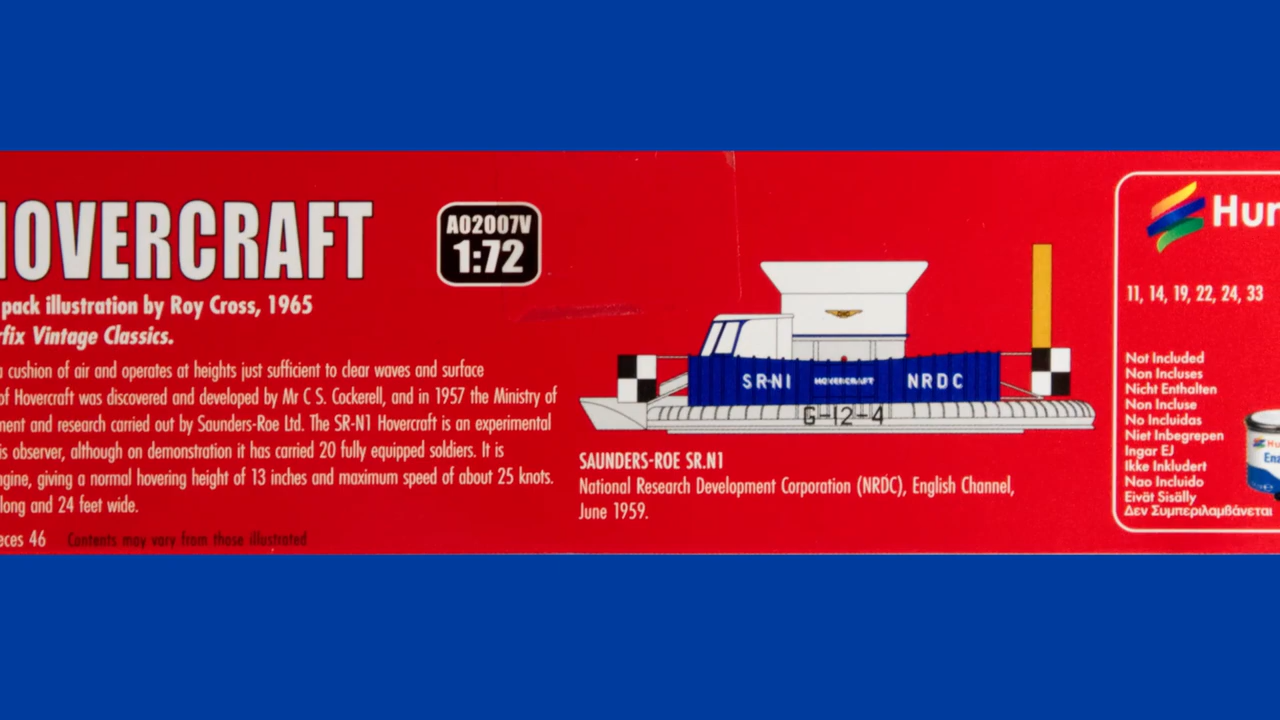 HOVERCRAFT
pack illustration by Roy Cross, 1965
rfix Vintage Classics.
a cushion of air and operates at heights just sufficient to clear waves and surface
of Hovercraft was discovered and developed by Mr C S. Cockerell, and in 1957 the Ministry of
ment and research carried out by Saunders-Roe Ltd. The SR-N1 Hovercraft is an experimental
is observer, although on demonstration it has carried 20 fully equipped soldiers. It is
ngine, giving a normal hovering height of 13 inches and maximum speed of about 25 knots.
long and 24 feet wide.
eces 46 Contents may vary from those illustrated
A02007V
1:72
SR-N1 HOVERCRAFT NRDC
G-12-4
SAUNDERS-ROE SR.N1
National Research Development Corporation (NRDC), English Channel,
June 1959.
Hum
11, 14, 19, 22, 24, 33
Not Included
Non Incluses
Nicht Enthalten
Non Incluse
No Incluidas
Niet Inbegrepen
Ingar EJ
Ikke Inkludert
Nao Incluido
Eivät Sisälly
Δεν Συμπεριλαμβάνεται
Hu
Enz